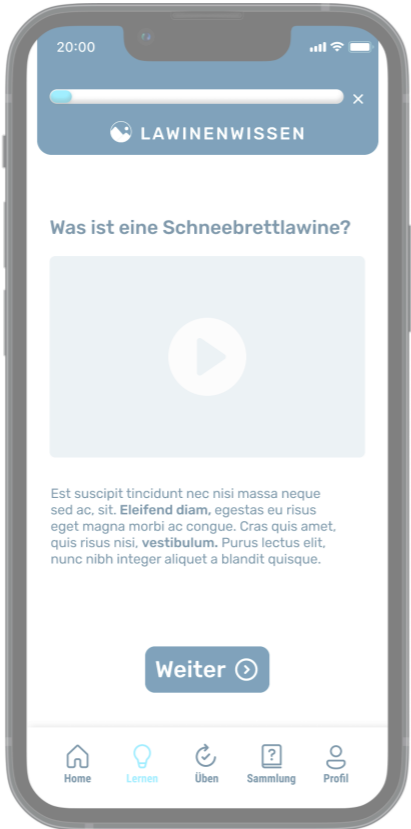 20:00
LAWINENWISSEN
Was ist eine Schneebrettlawine?
Est suscipit tincidunt nec nisi massa neque
sed ac, sit. Eleifend diam, egestas eu risus
eget magna morbi ac congue. Cras quis amet,
quis risus nisi, vestibulum. Purus lectus elit,
nunc nibh integer aliquet a blandit quisque.
Weiter
Home Lernen Üben Sammlung Profil